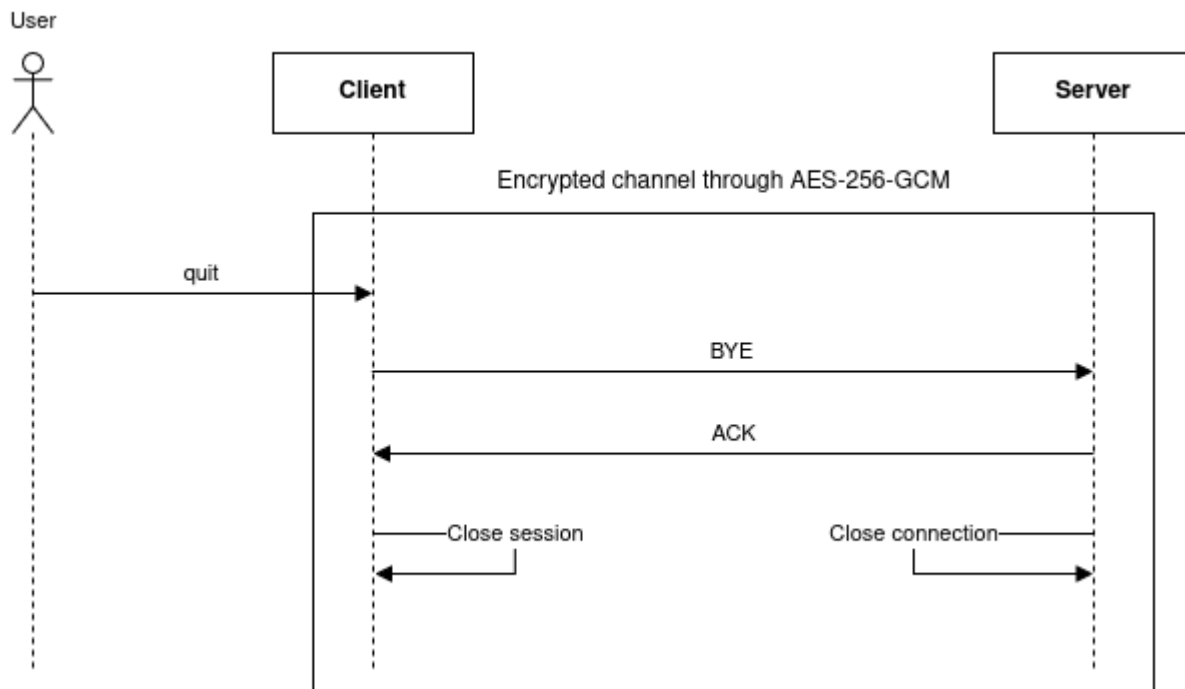 User
Client
Server
Encrypted channel through AES-256-GCM
quit
BYE
ACK
Close session
Close connection